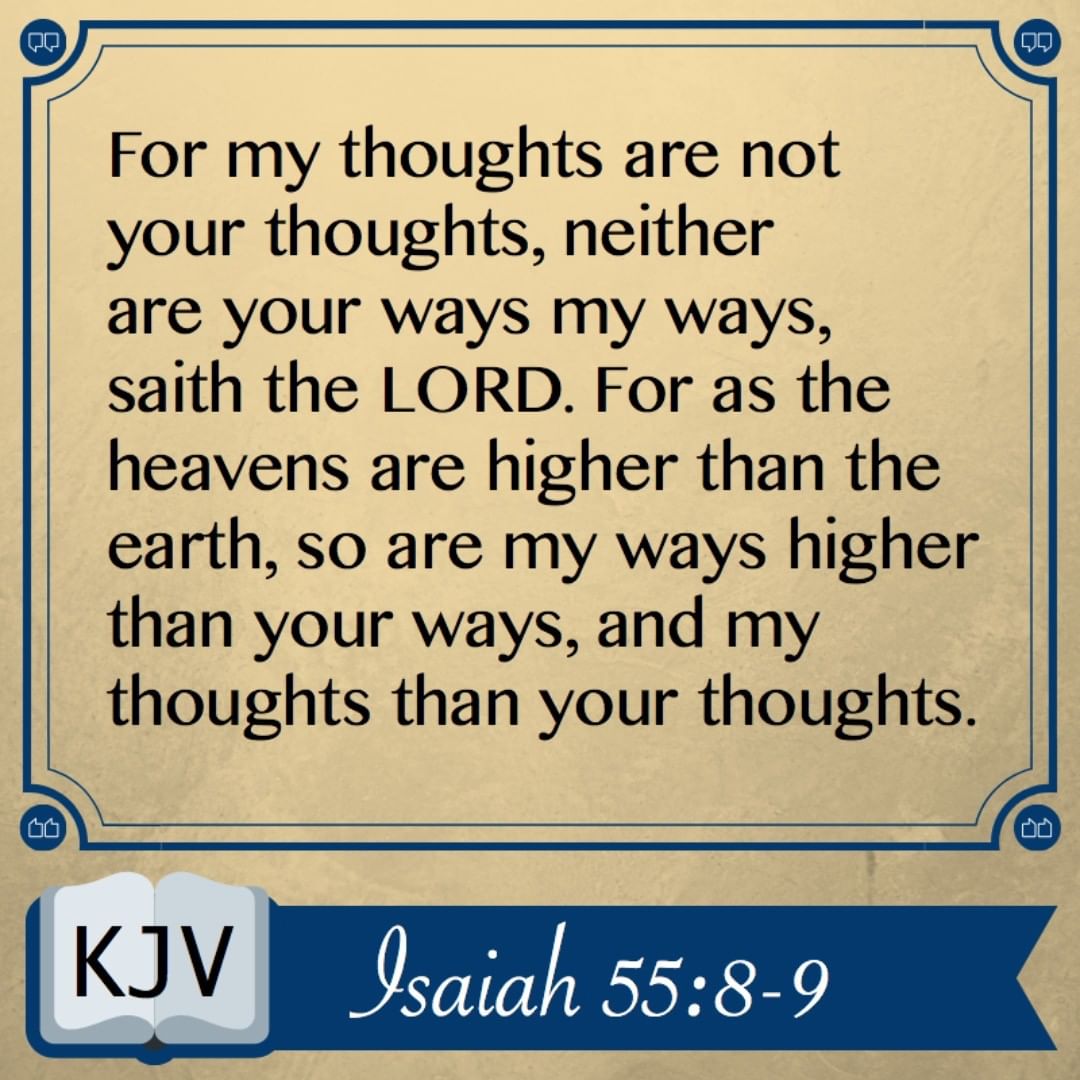 For my thoughts are not
your thoughts, neither
are your ways my ways,
saith the LORD. For as the
heavens are higher than the
earth, so are my ways higher
than your ways, and my
thoughts than your thoughts.
KJV
Isaiah 55:8-9